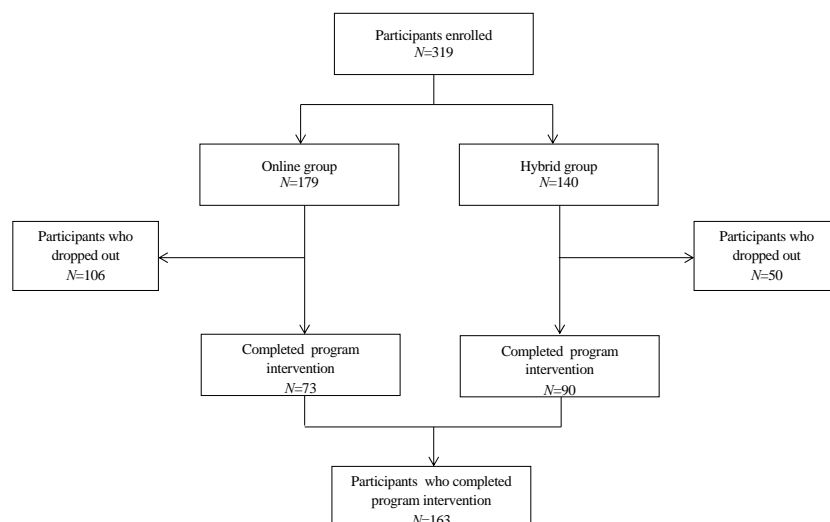 Participants enrolled
N=319
Online group
N=179
Hybrid group
N=140
Participants who
dropped out
N=106
Participants who
dropped out
N=50
Completed program
intervention
N=73
Completed program
intervention
N=90
Participants who completed
program intervention
N=163